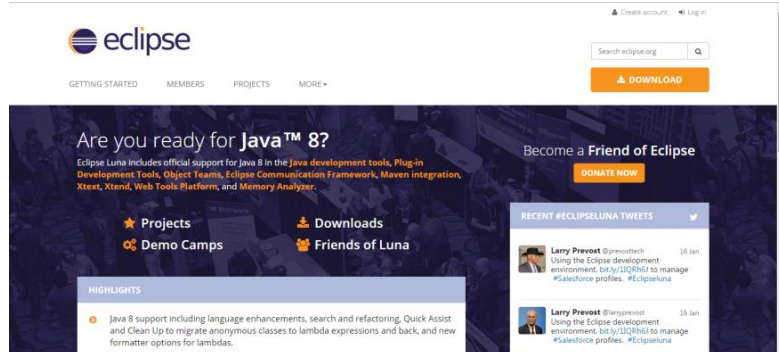 Create account Log in
eclipse
Search eclipse.org
GETTING STARTED MEMBERS PROJECTS MORE
DOWNLOAD
Are you ready for Java™ 8?
Eclipse Luna includes official support for Java 8 in the Java development tools, Plug-in
Development Tools, Object Teams, Eclipse Communication Framework, Maven integration,
Xtext, Xtend, Web Tools Platform, and Memory Analyzer.
Projects
Downloads
Demo Camps
Friends of Luna
HIGHLIGHTS
Java 8 support including language enhancements, search and refactoring, Quick Assist
and Clean Up to migrate anonymous classes to lambda expressions and back, and new
formatter options for lambdas.
Become a Friend of Eclipse
DONATE NOW
RECENT #ECLIPSELUNA TWEETS
Larry Prevost @prevosttech 16 Jan
Using the Eclipse development
environment. bit.ly/1IQRh6J to manage
#Salesforce profiles. #Eclipseluna
Larry Prevost @larryprevost 16 Jan
Using the Eclipse development
environment. bit.ly/1IQRh6J to manage
#Salesforce profiles. #Eclipseluna